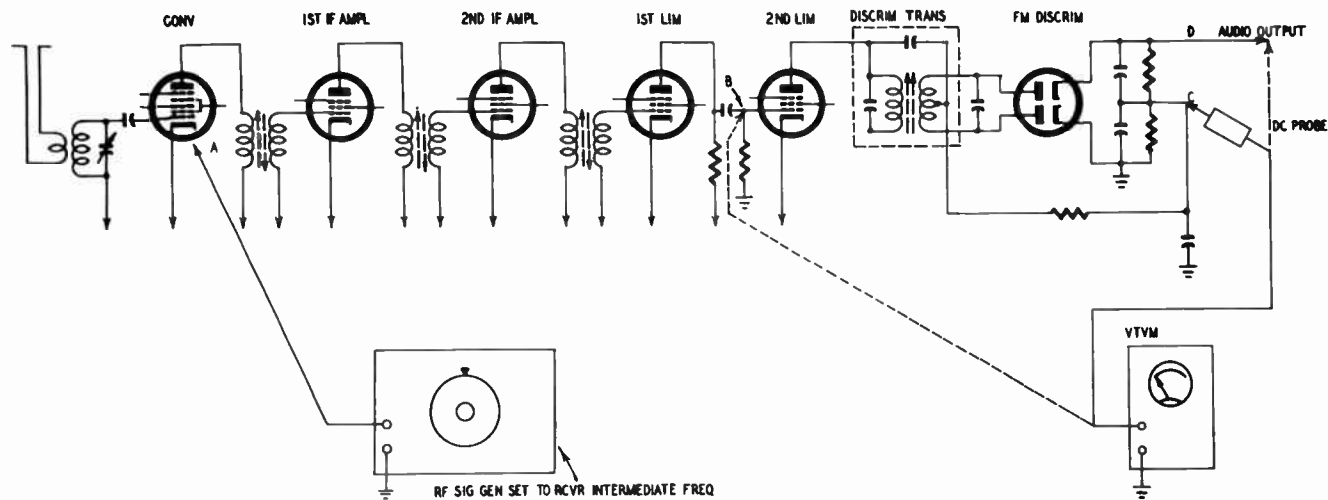 CONV
1ST IF AMPL
2ND IF AMPL
1ST LIM
2ND LIM
DISCRIM TRANS
FM DISCRIM
D
AUDIO OUTPUT
A
B
C
DC PROBE
VTVM
RF SIG GEN SET TO RCVR INTERMEDIATE FREQ